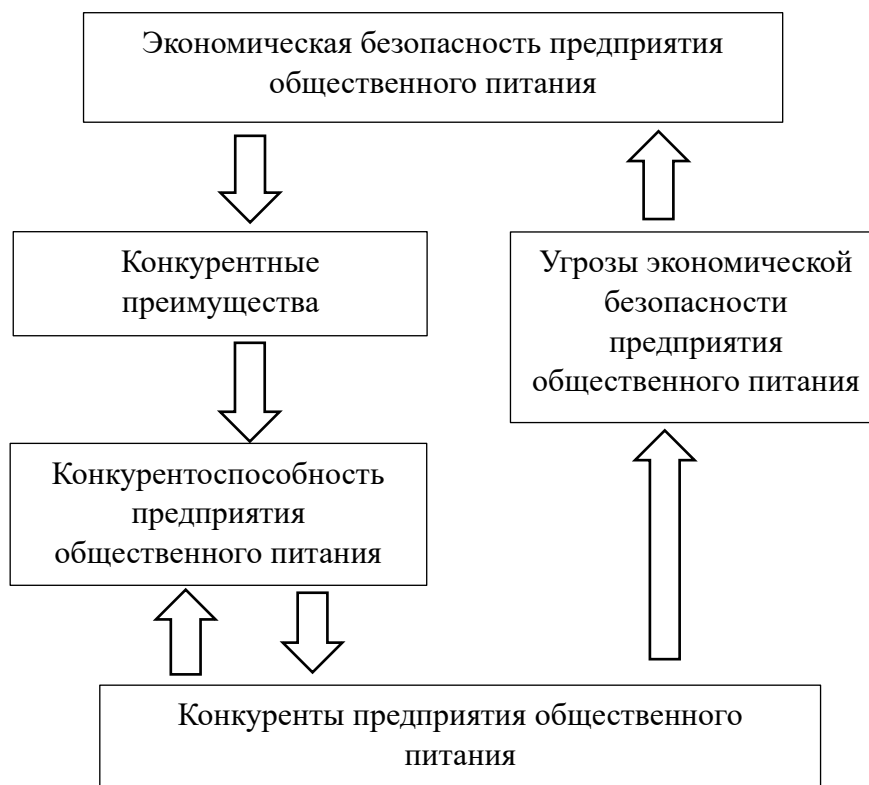 Экономическая безопасность предприятия
общественного питания
Конкурентные
преимущества
Угрозы экономической
безопасности
предприятия
общественного питания
Конкурентоспособность
предприятия
общественного питания
Конкуренты предприятия общественного
питания